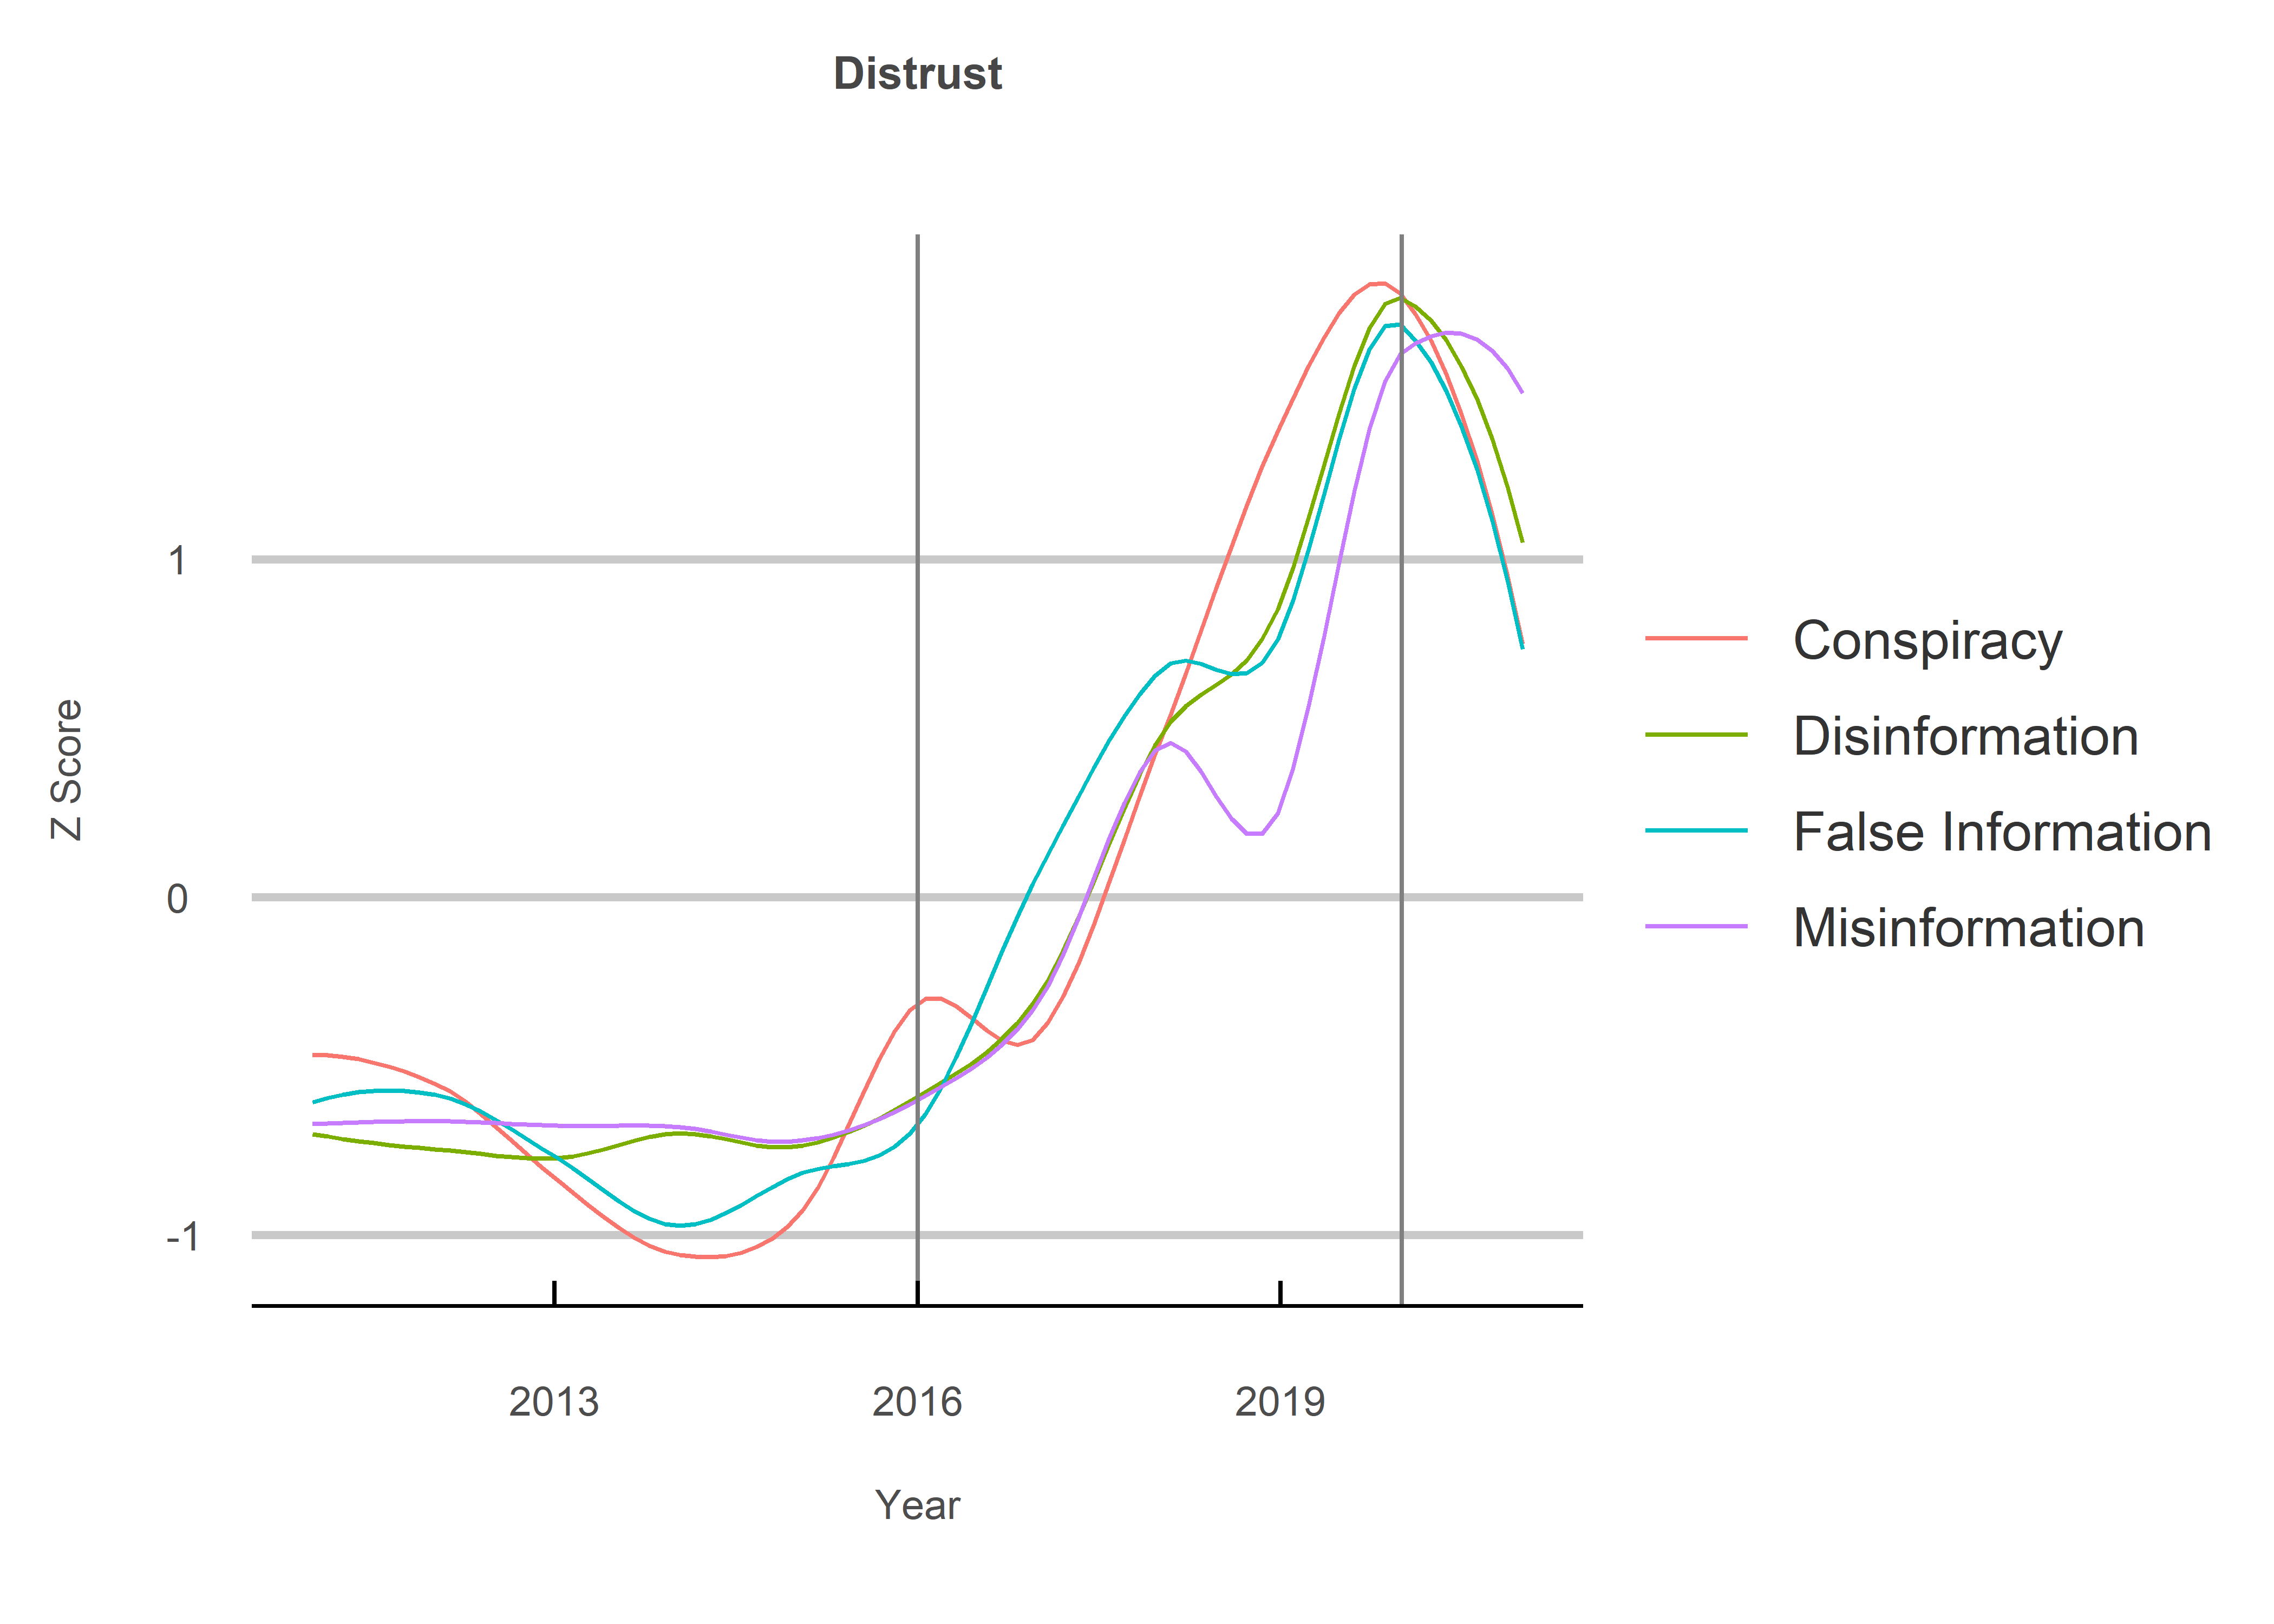 Distrust
Z Score
1
0
-1
2013
2016
2019
Year
Conspiracy
Disinformation
False Information
Misinformation